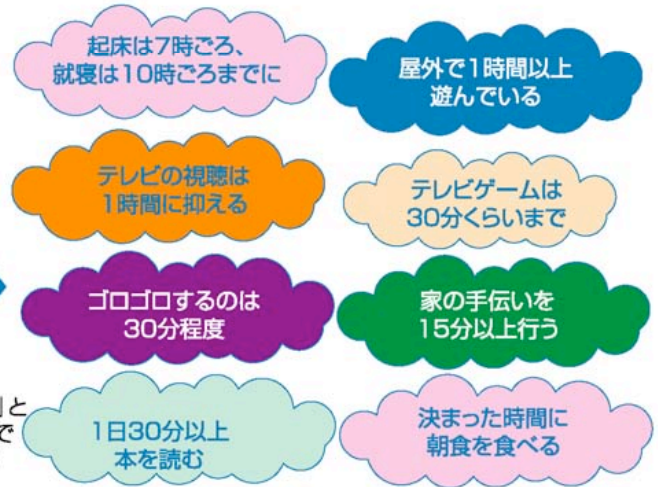 起床は7時ごろ、
就寝は10時ごろまでに
屋外で1時間以上
遊んでいる
テレビの視聴は
1時間に抑える
テレビゲームは
30分くらいまで
ゴロゴロするのは
30分程度
家の手伝いを
15分以上行う
と
で
1日30分以上
本を読む
決まった時間に
朝食を食べる